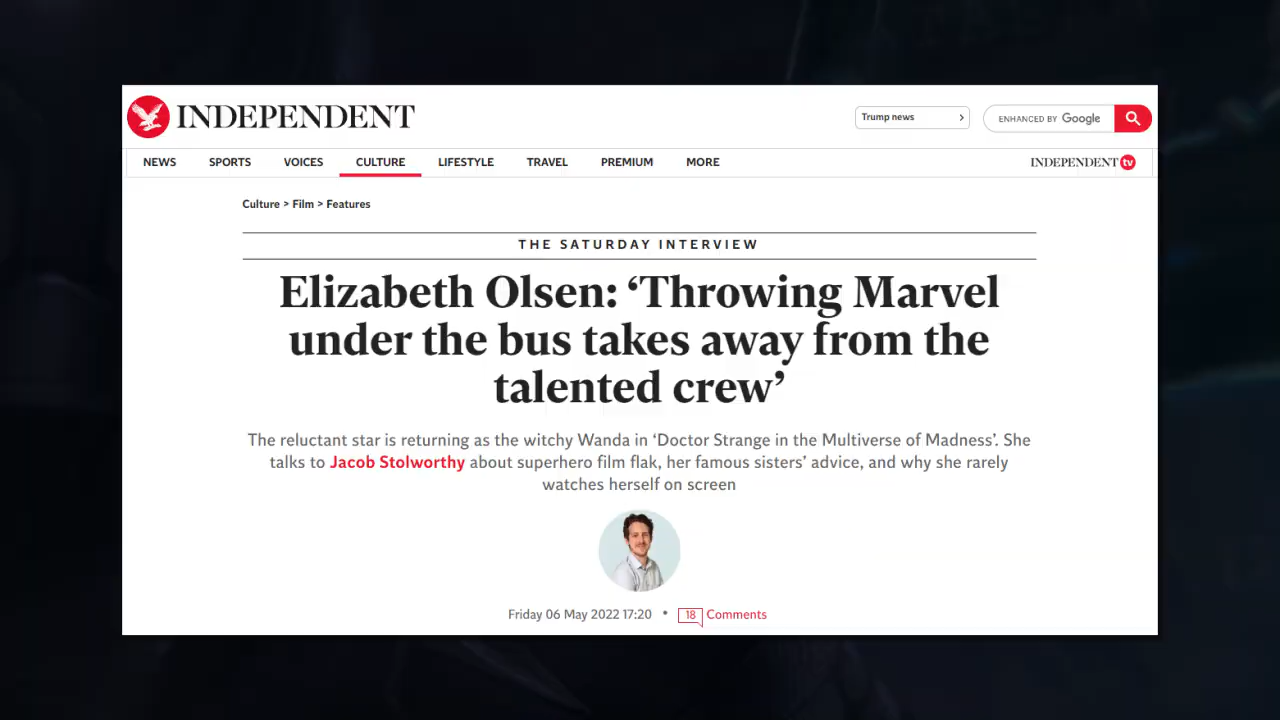 INDEPENDENT
Trump news
ENHANCED BY Google
NEWS SPORTS VOICES CULTURE LIFESTYLE TRAVEL PREMIUM MORE INDEPENDENT tv
Culture > Film > Features
THE SATURDAY INTERVIEW
Elizabeth Olsen: ‘Throwing Marvel
under the bus takes away from the
talented crew’
The reluctant star is returning as the witchy Wanda in ‘Doctor Strange in the Multiverse of Madness’. She
talks to Jacob Stolworthy about superhero film flak, her famous sisters’ advice, and why she rarely
watches herself on screen
Friday 06 May 2022 17:20 • 18 Comments